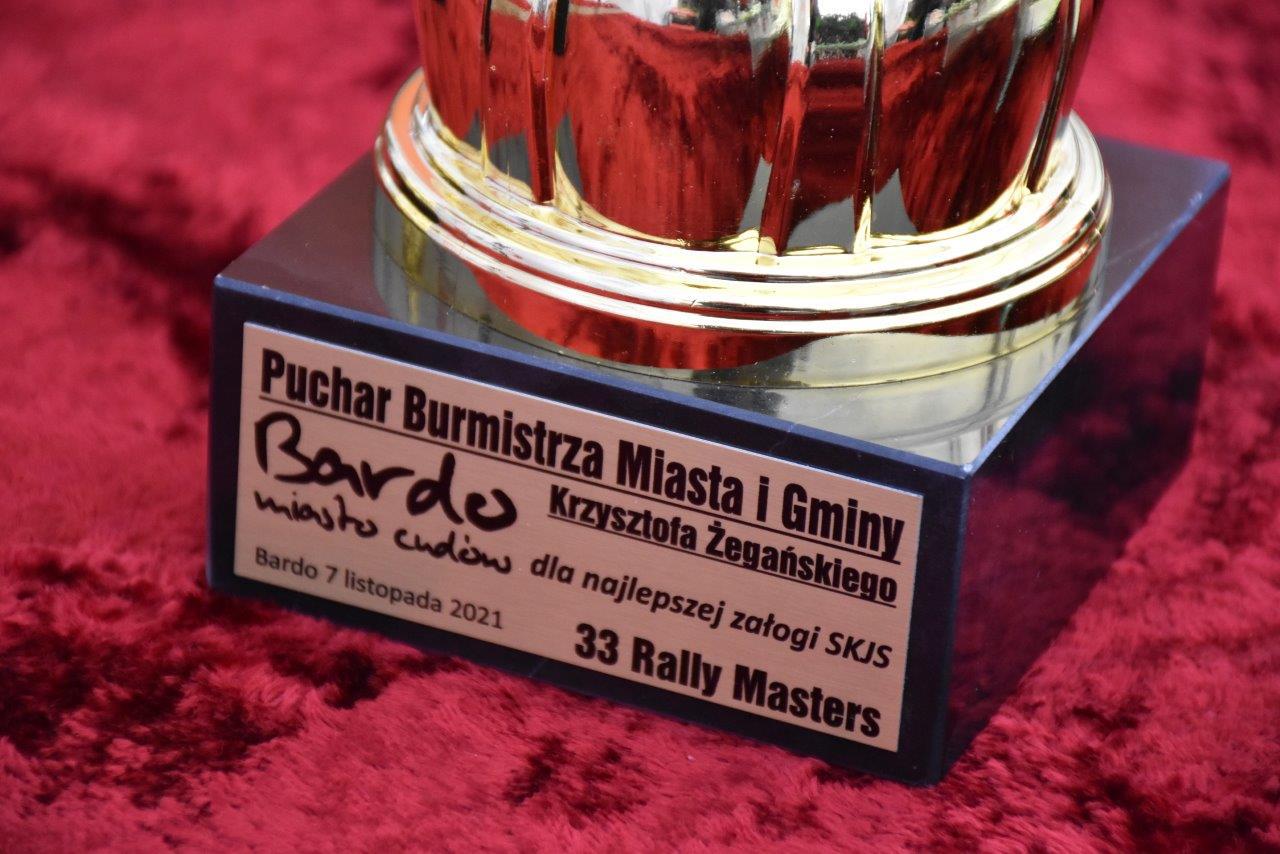 Puchar Burmistrza Miasta i Gminy
Bardo
miasto cudów
Krzysztofa Żegańskiego
dla najlepszej załogi SKJS
Bardo 7 listopada 2021
33 Rally Masters